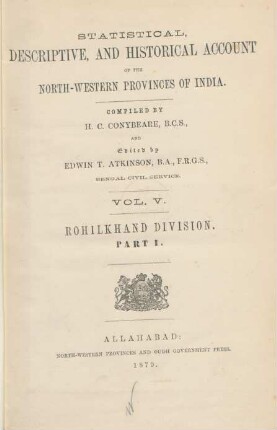 STATISTICAL,
DESCRIPTIVE, AND HISTORICAL ACCOUNT
OF THE
NORTH-WESTERN PROVINCES OF INDIA.
COMPILED BY
H. C. CONYBEARE, B.C.S.,
AND
Edited by
EDWIN T. ATKINSON, B.A., F.R.G.S.,
BENGAL CIVIL SERVICE.
VOL. V.
ROHILKHAND DIVISION.
PART I.
ALLAHABAD:
NORTH-WESTERN PROVINCES AND OUDH GOVERNMENT PRESS.
1879.